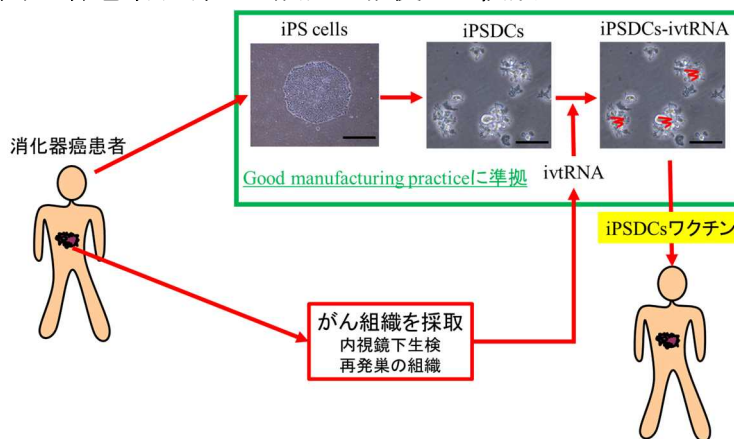 iPS cells
iPSDCs
iPSDCs-ivtRNA
消化器癌患者
Good manufacturing practiceに準拠
ivtRNA
iPSDCsワクチン
がん組織を採取
内視鏡下生検
再発巣の組織